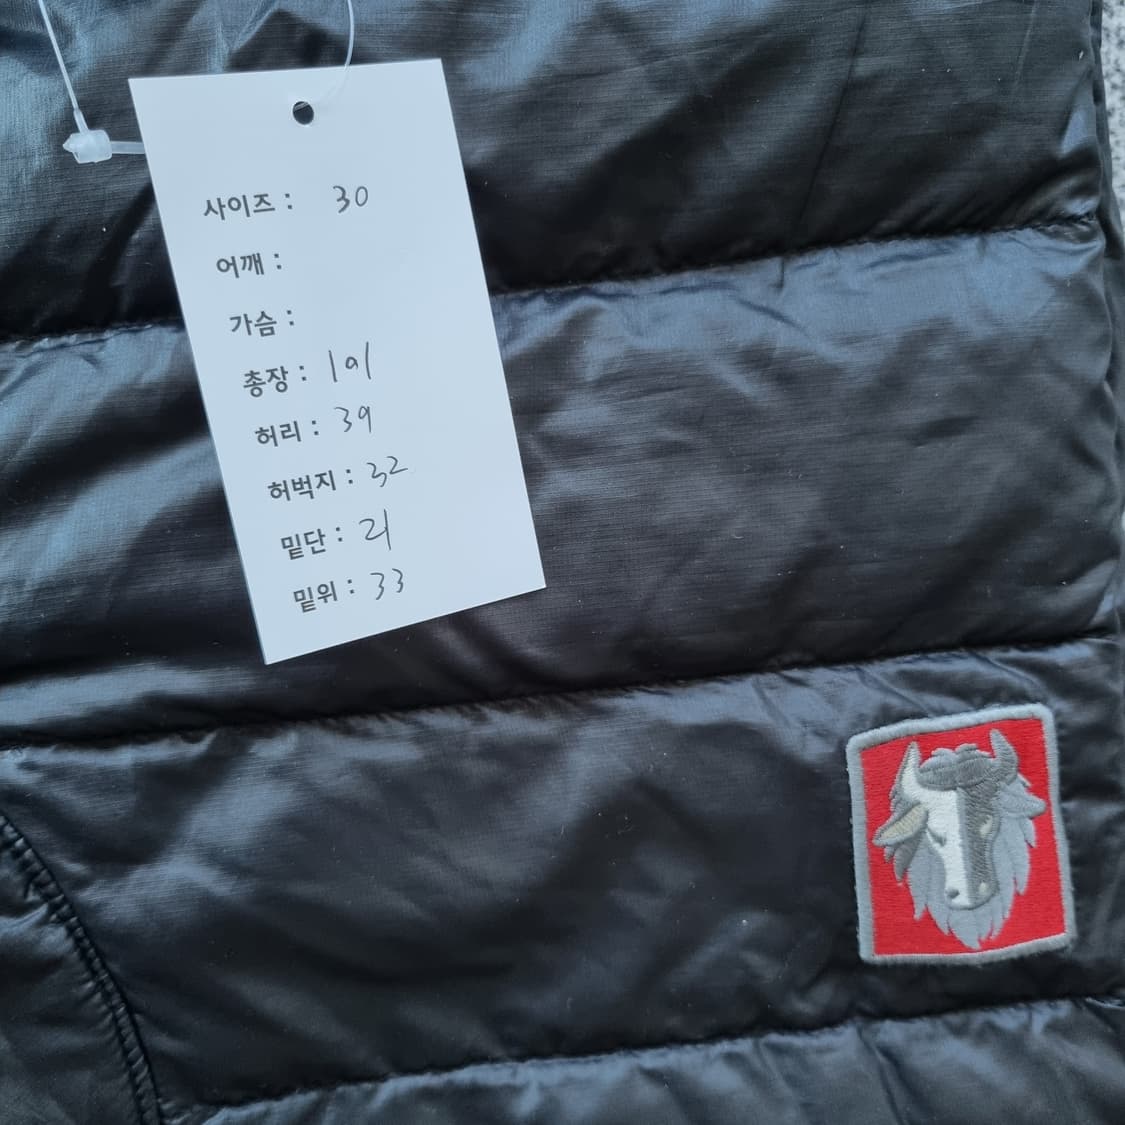 사이즈 : 30
어깨 :
가슴 :
총장 : 101
허리 : 39
허벅지 : 32
밑단 : 21
밑위 : 33